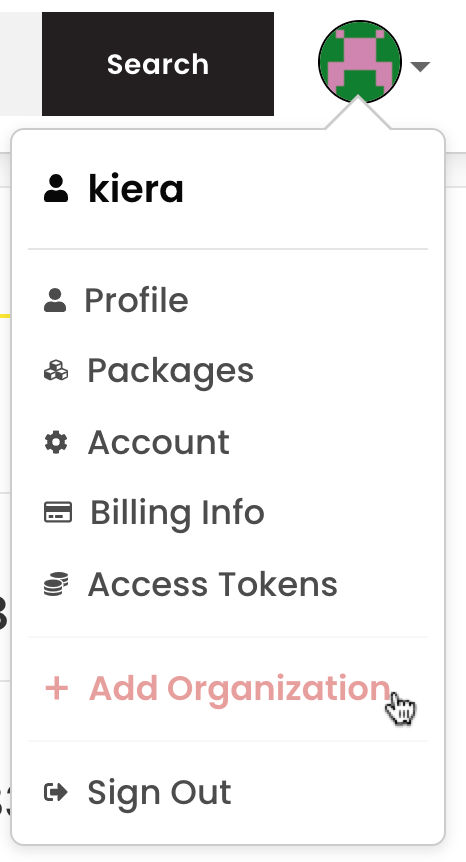 Search
kiera
Profile
Packages
Account
Billing Info
Access Tokens
+ Add Organization
Sign Out